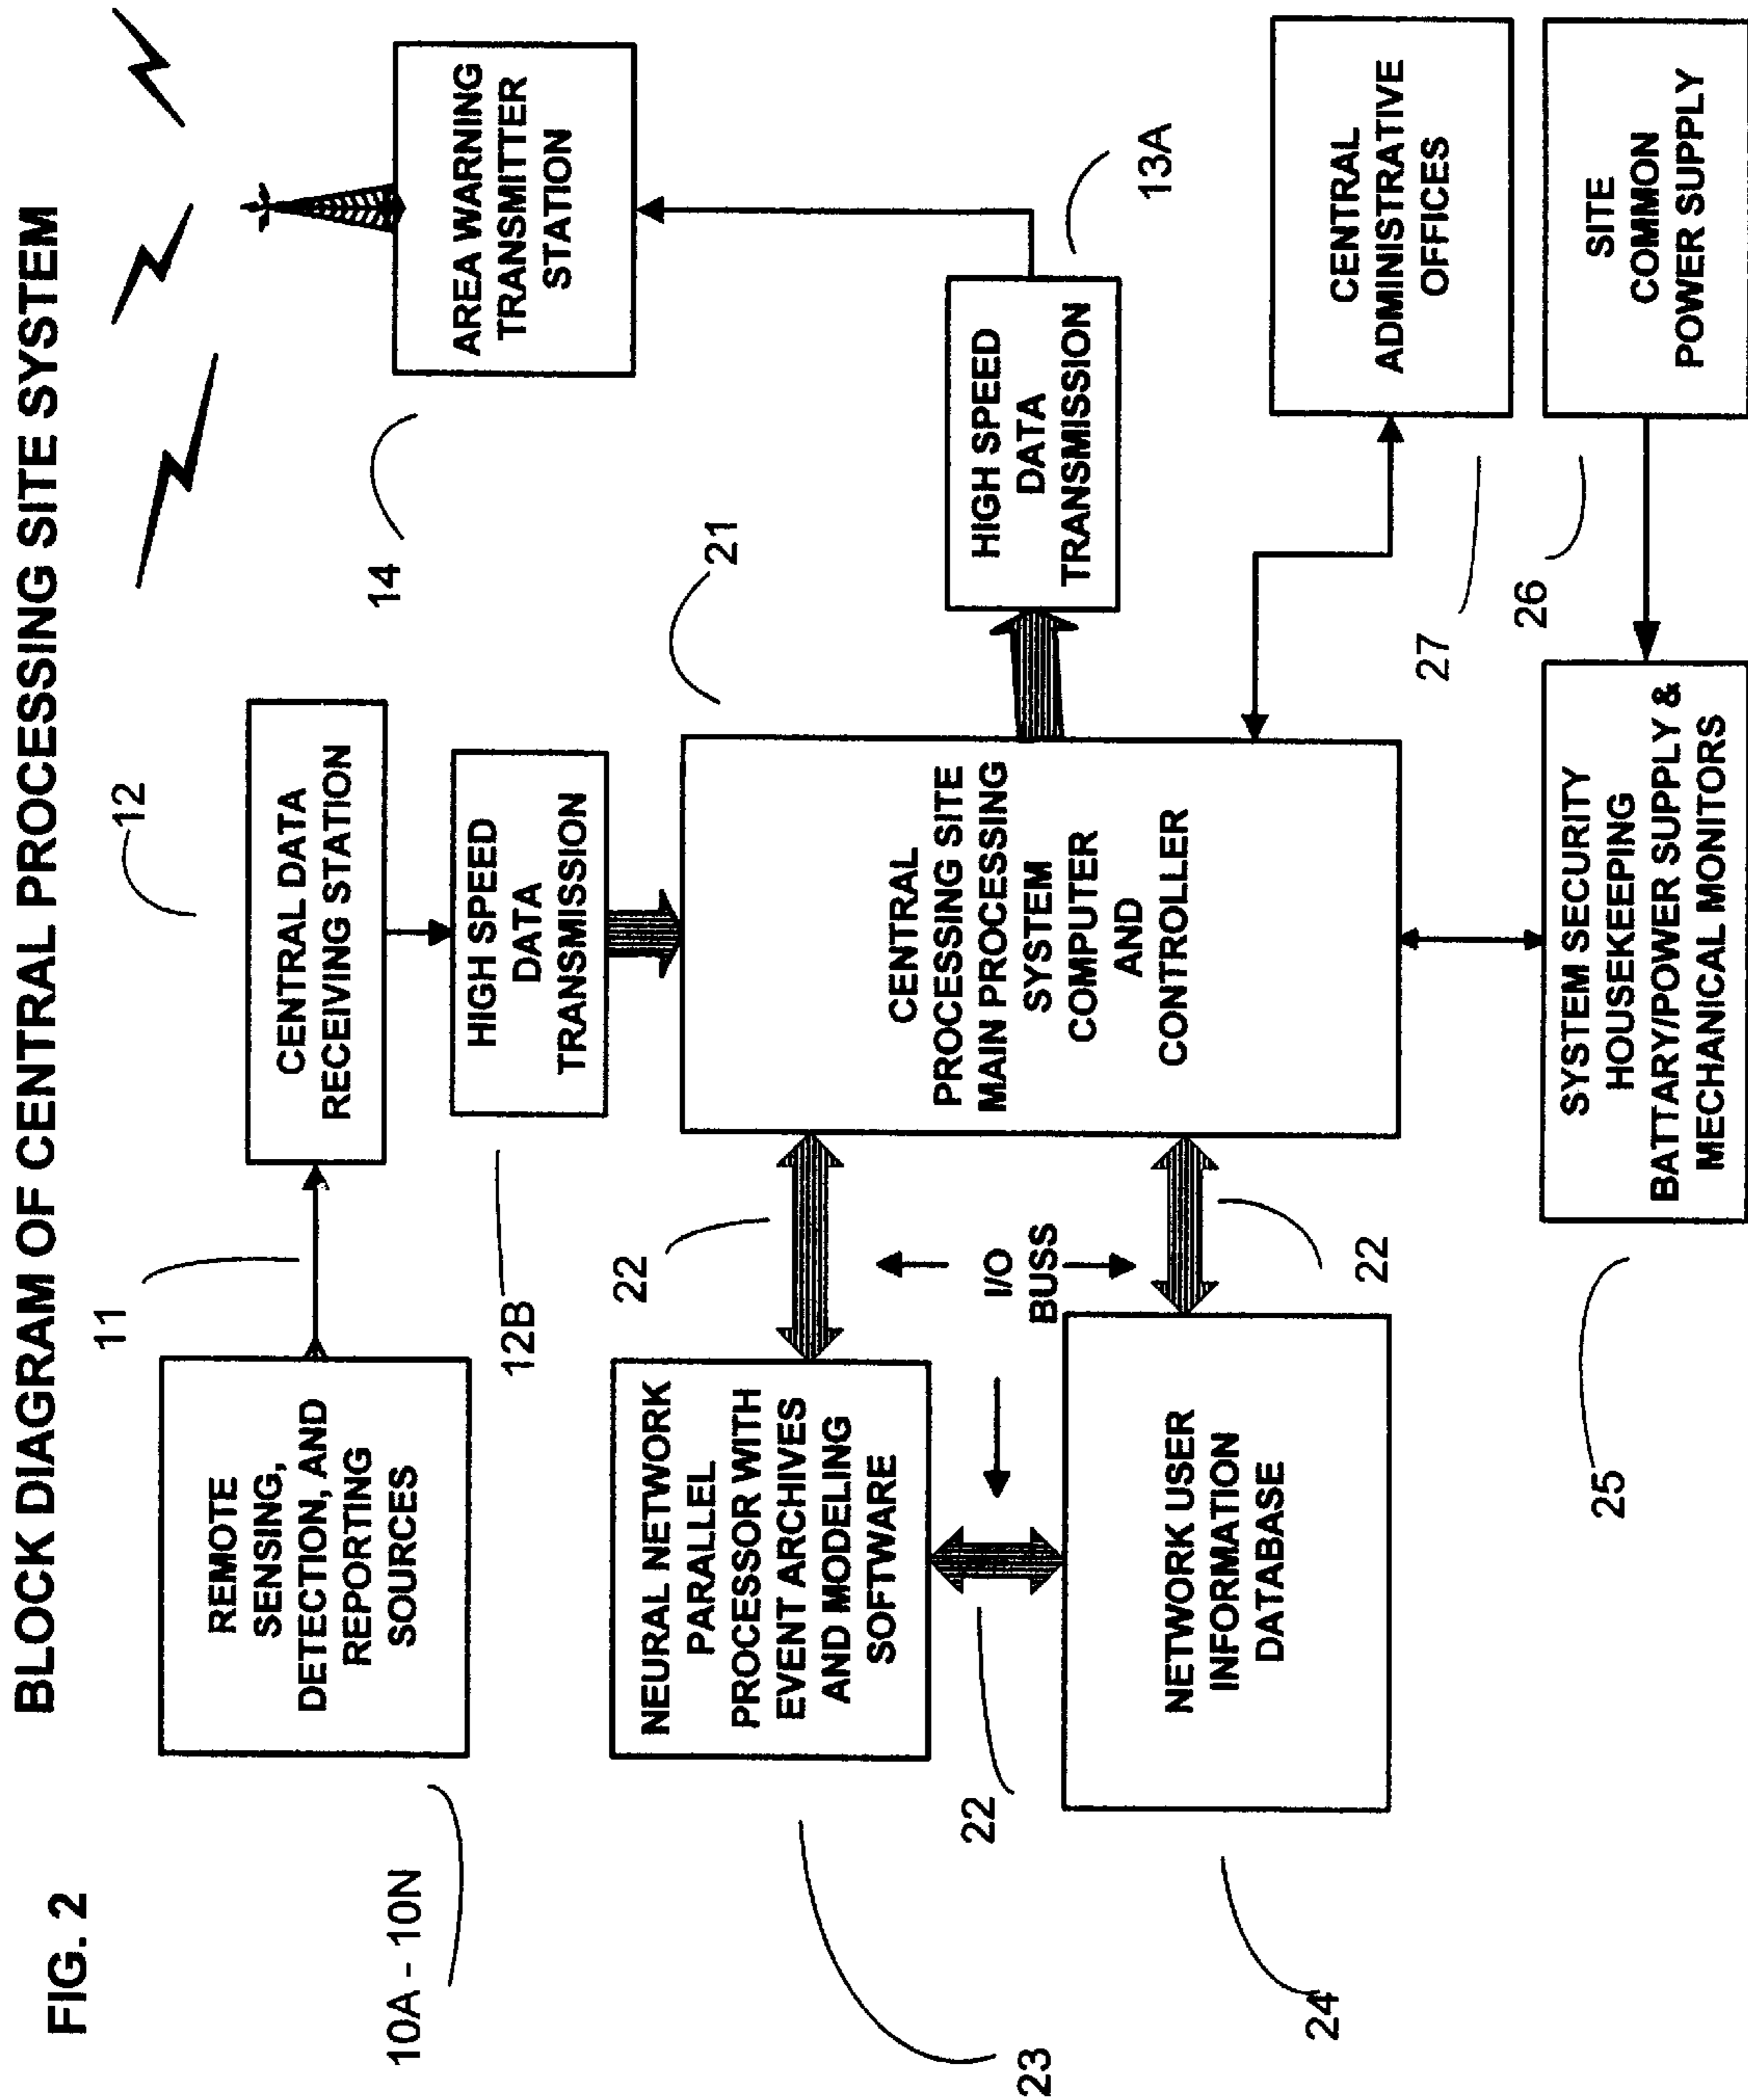 FIG. 2
BLOCK DIAGRAM OF CENTRAL PROCESSING SITE SYSTEM
10A - 10N
REMOTE
SENSING,
DETECTION, AND
REPORTING
SOURCES
11
12
CENTRAL DATA
RECEIVING STATION
12B
HIGH SPEED
DATA
TRANSMISSION
14
AREA WARNING
TRANSMITTER
STATION
23
NEURAL NETWORK
PARALLEL
PROCESSOR WITH
EVENT ARCHIVES
AND MODELING
SOFTWARE
22
21
CENTRAL
PROCESSING SITE
MAIN PROCESSING
SYSTEM
COMPUTER
AND
CONTROLLER
HIGH SPEED
DATA
TRANSMISSION
13A
22
I/O
BUSS
22
24
NETWORK USER
INFORMATION
DATABASE
27
CENTRAL
ADMINISTRATIVE
OFFICES
26
25
SYSTEM SECURITY
HOUSEKEEPING
BATTARY/POWER SUPPLY &
MECHANICAL MONITORS
SITE
COMMON
POWER SUPPLY